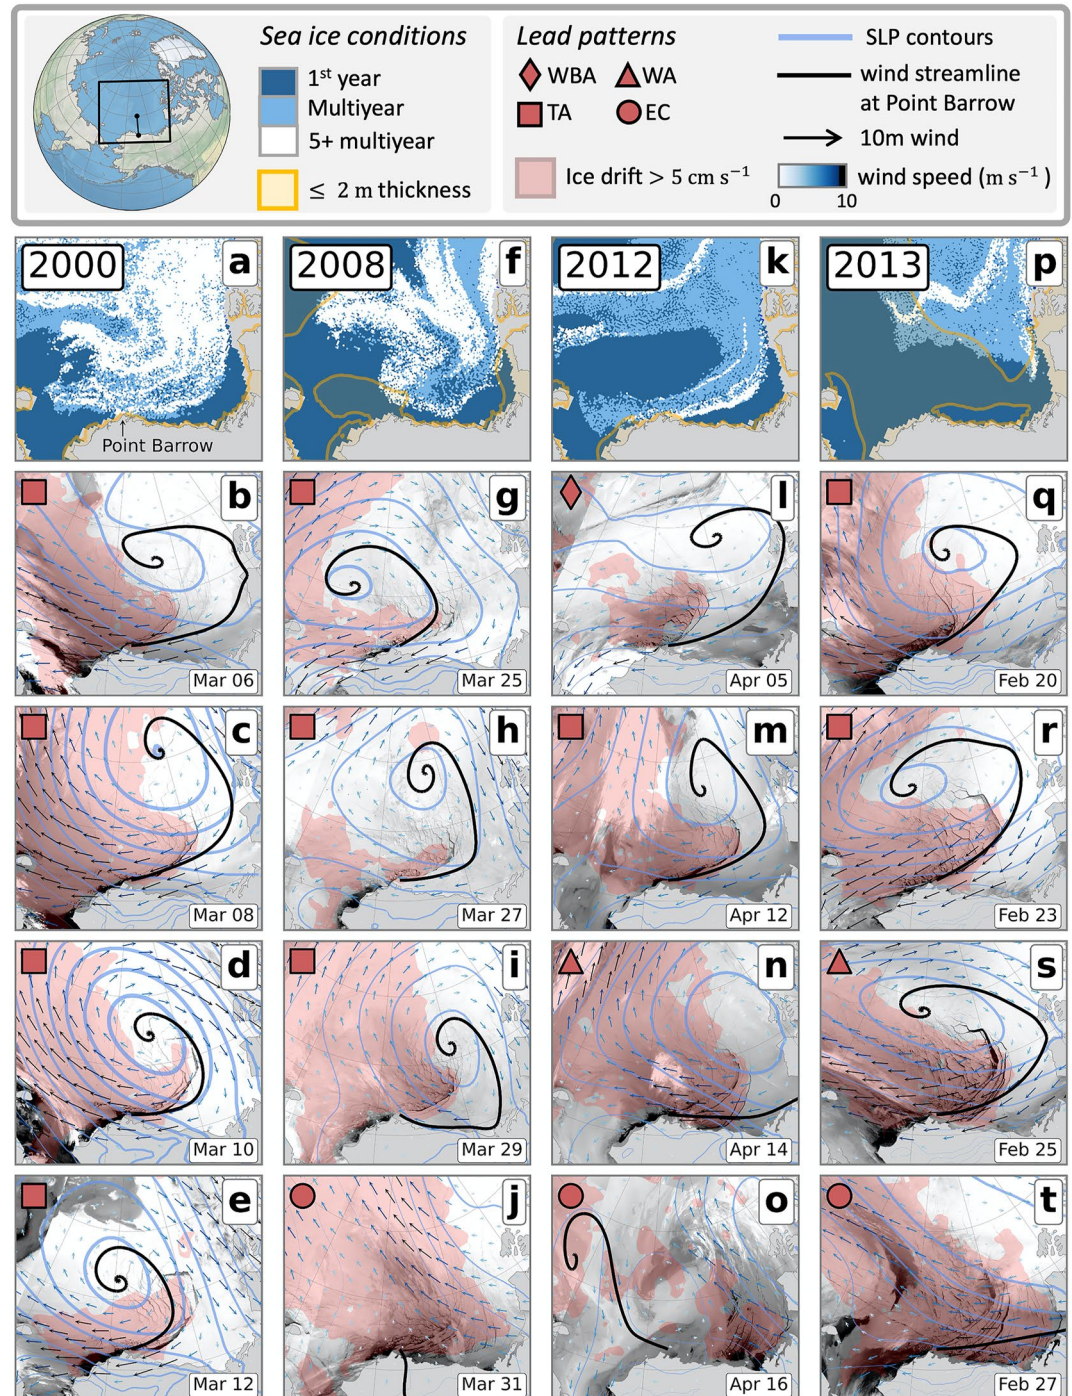 Sea ice conditions
1st year
Multiyear
5+ multiyear
≤ 2 m thickness
Lead patterns
WBA
WA
TA
EC
Ice drift > 5 cm s−1
SLP contours
wind streamline
at Point Barrow
10m wind
wind speed (m s−1 )
0 10
2000 a
2008 f
2012 k
2013 p
Point Barrow
b
Mar 06
g
Mar 25
l
Apr 05
q
Feb 20
c
Mar 08
h
Mar 27
m
Apr 12
r
Feb 23
d
Mar 10
i
Mar 29
n
Apr 14
s
Feb 25
e
Mar 12
j
Mar 31
o
Apr 16
t
Feb 27